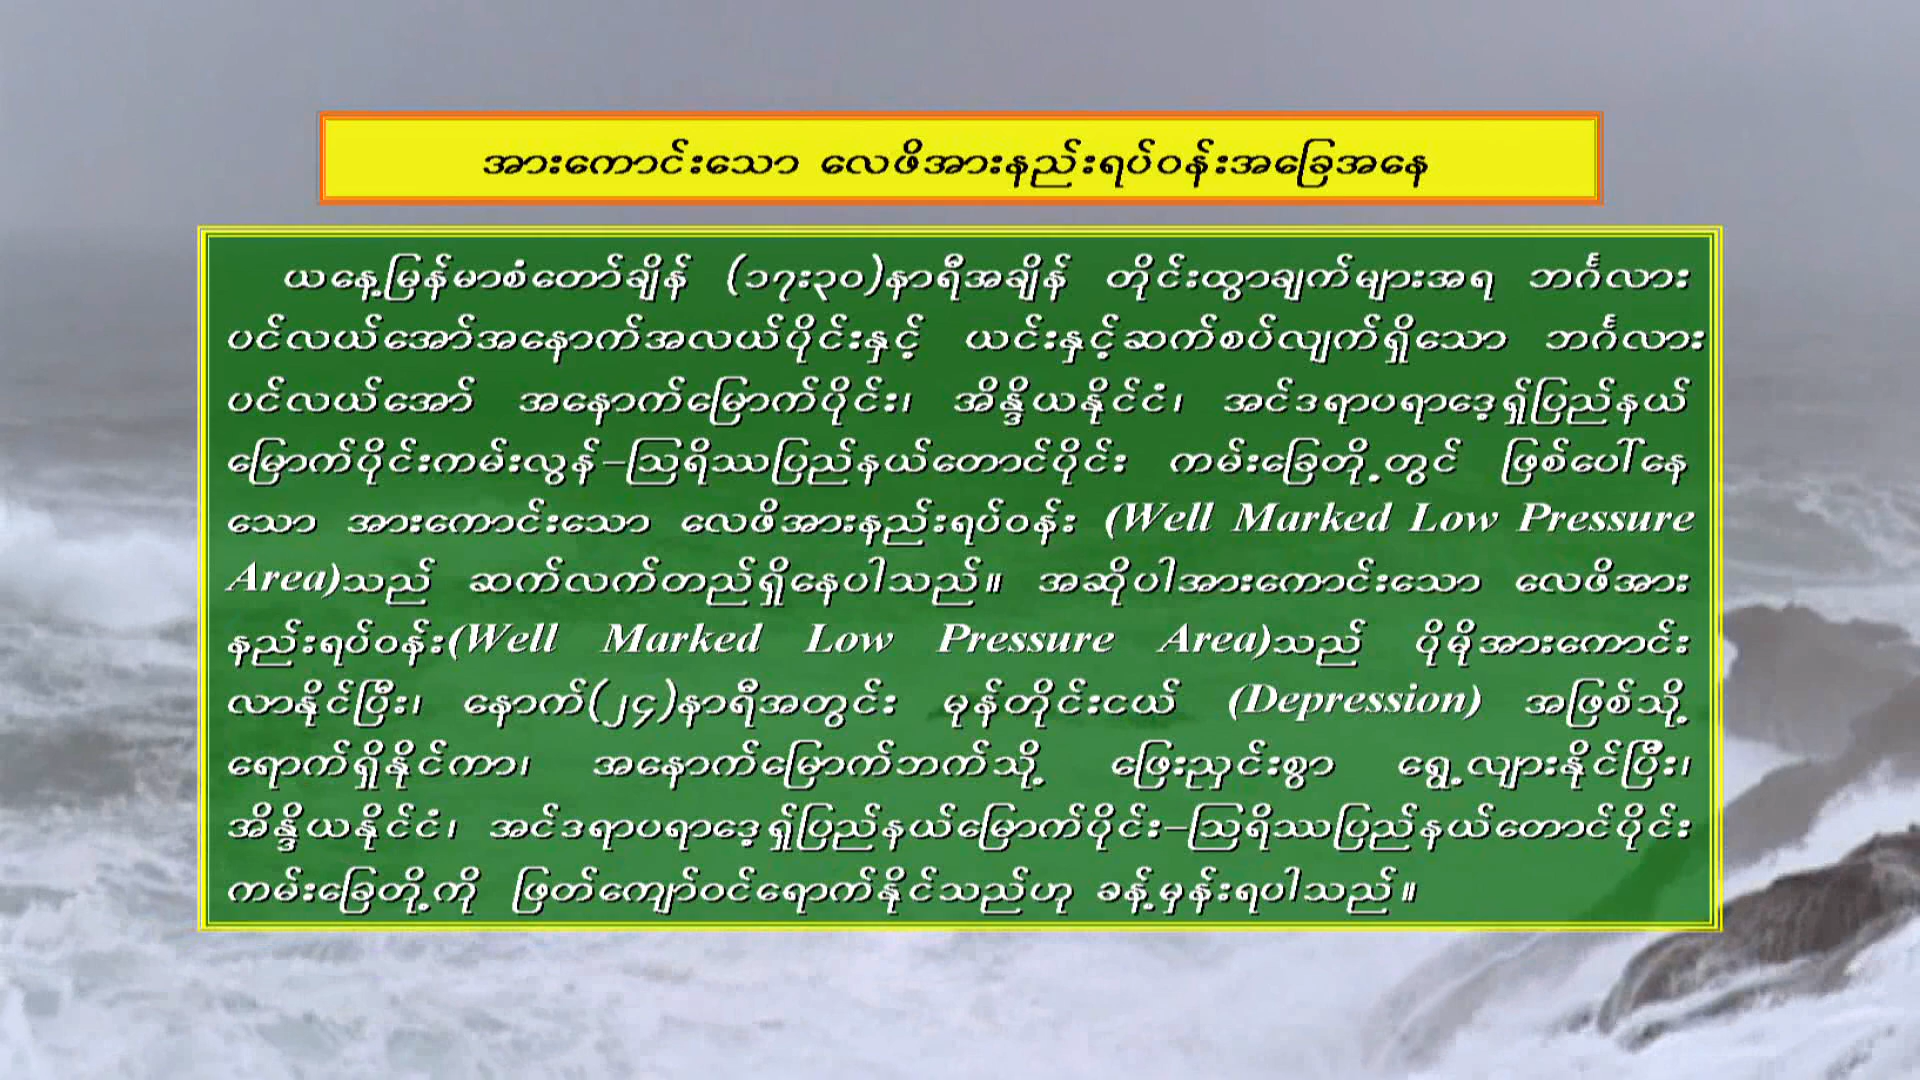 အားကောင်းသော လေဖိအားနည်းရပ်ဝန်းအခြေအနေ
ယနေ့မြန်မာစံတော်ချိန် (၁၇း၃၀)နာရီအချိန် တိုင်းထွာချက်များအရ ဘင်္ဂလား
ပင်လယ်အော်အနောက်အလယ်ပိုင်းနှင့် ယင်းနှင့်ဆက်စပ်လျက်ရှိသော ဘင်္ဂလား
ပင်လယ်အော် အနောက်မြောက်ပိုင်း၊ အိန္ဒိယနိုင်ငံ၊ အင်ဒရာပရာဒေ့ရှ်ပြည်နယ်
မြောက်ပိုင်းကမ်းလွန်–ဩရိဿပြည်နယ်တောင်ပိုင်း ကမ်းခြေတို့တွင် ဖြစ်ပေါ်နေ
သော အားကောင်းသော လေဖိအားနည်းရပ်ဝန်း (Well Marked Low Pressure
Area)သည် ဆက်လက်တည်ရှိနေပါသည်။ အဆိုပါအားကောင်းသော လေဖိအား
နည်းရပ်ဝန်း(Well Marked Low Pressure Area)သည် ပိုမိုအားကောင်း
လာနိုင်ပြီး၊ နောက်(၂၄)နာရီအတွင်း မုန်တိုင်းငယ် (Depression) အဖြစ်သို့
ရောက်ရှိနိုင်ကာ၊ အနောက်မြောက်ဘက်သို့ ဖြေးညှင်းစွာ ရွေ့လျားနိုင်ပြီး၊
အိန္ဒိယနိုင်ငံ၊ အင်ဒရာပရာဒေ့ရှ်ပြည်နယ်မြောက်ပိုင်း–ဩရိဿပြည်နယ်တောင်ပိုင်း
ကမ်းခြေတို့ကို ဖြတ်ကျော်ဝင်ရောက်နိုင်သည်ဟု ခန့်မှန်းရပါသည်။